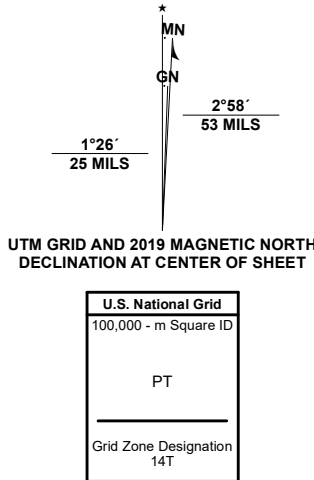 ★
MN
GN
2°58´
53 MILS
1°26´
25 MILS
UTM GRID AND 2019 MAGNETIC NORTH
DECLINATION AT CENTER OF SHEET
U.S. National Grid
100,000 - m Square ID
PT
Grid Zone Designation
14T